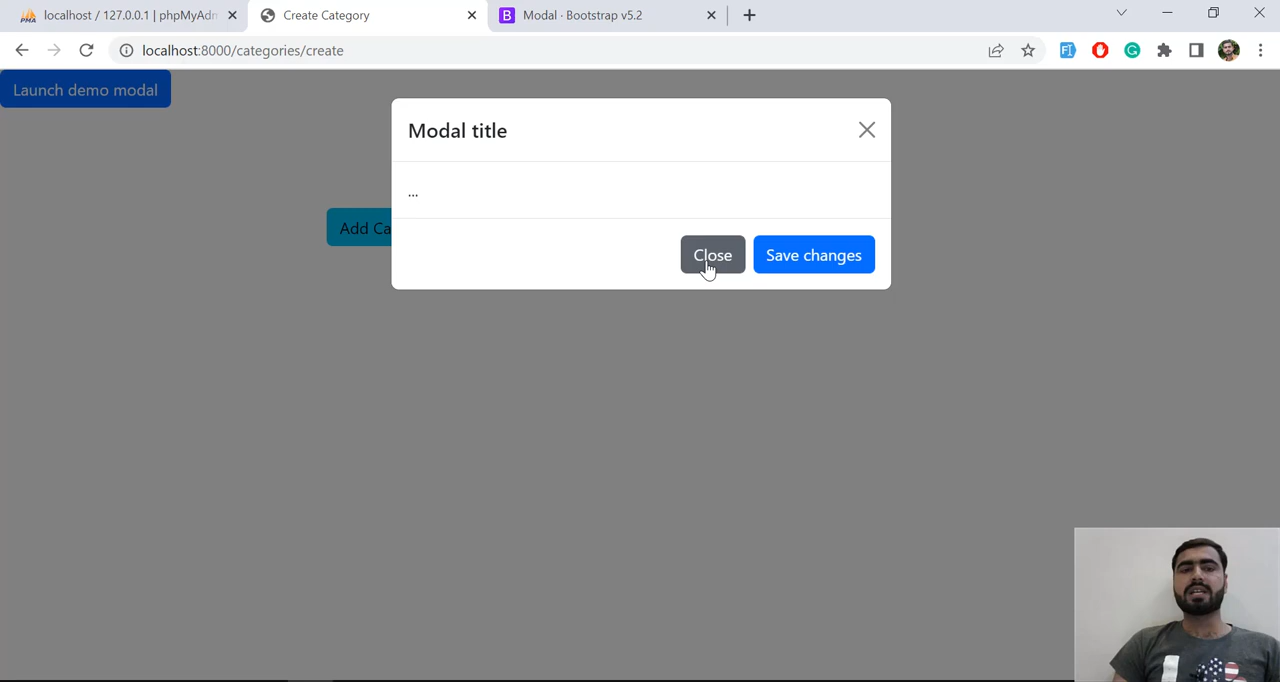 localhost / 127.0.0.1 | phpMyAdm
Create Category
Modal · Bootstrap v5.2
localhost:8000/categories/create
Launch demo modal
Modal title
...
Add Ca
Close
Save changes